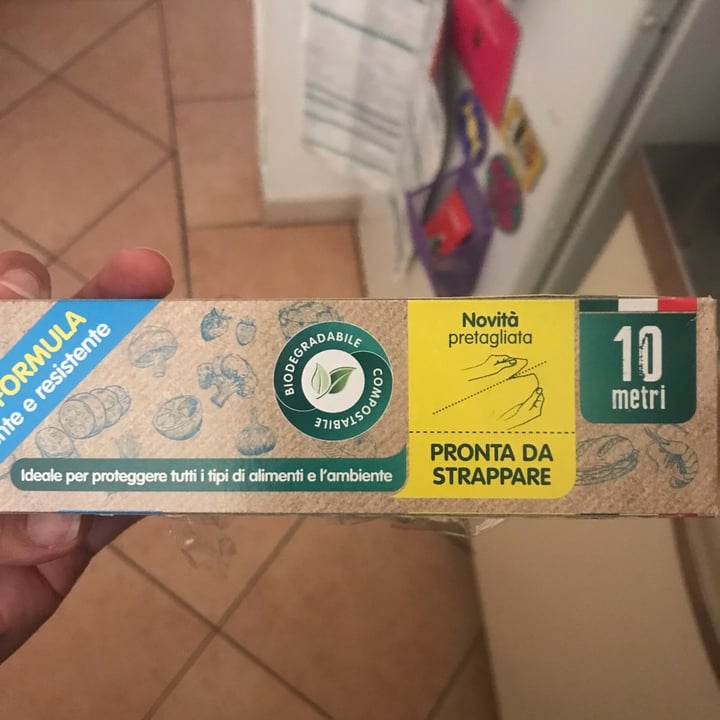 FORMULA
e resistente
BIODEGRADABILE
COMPOSTABILE
Ideale per proteggere tutti i tipi di alimenti e l'ambiente
Novità
pretagliata
PRONTA DA
STRAPPARE
10
metri